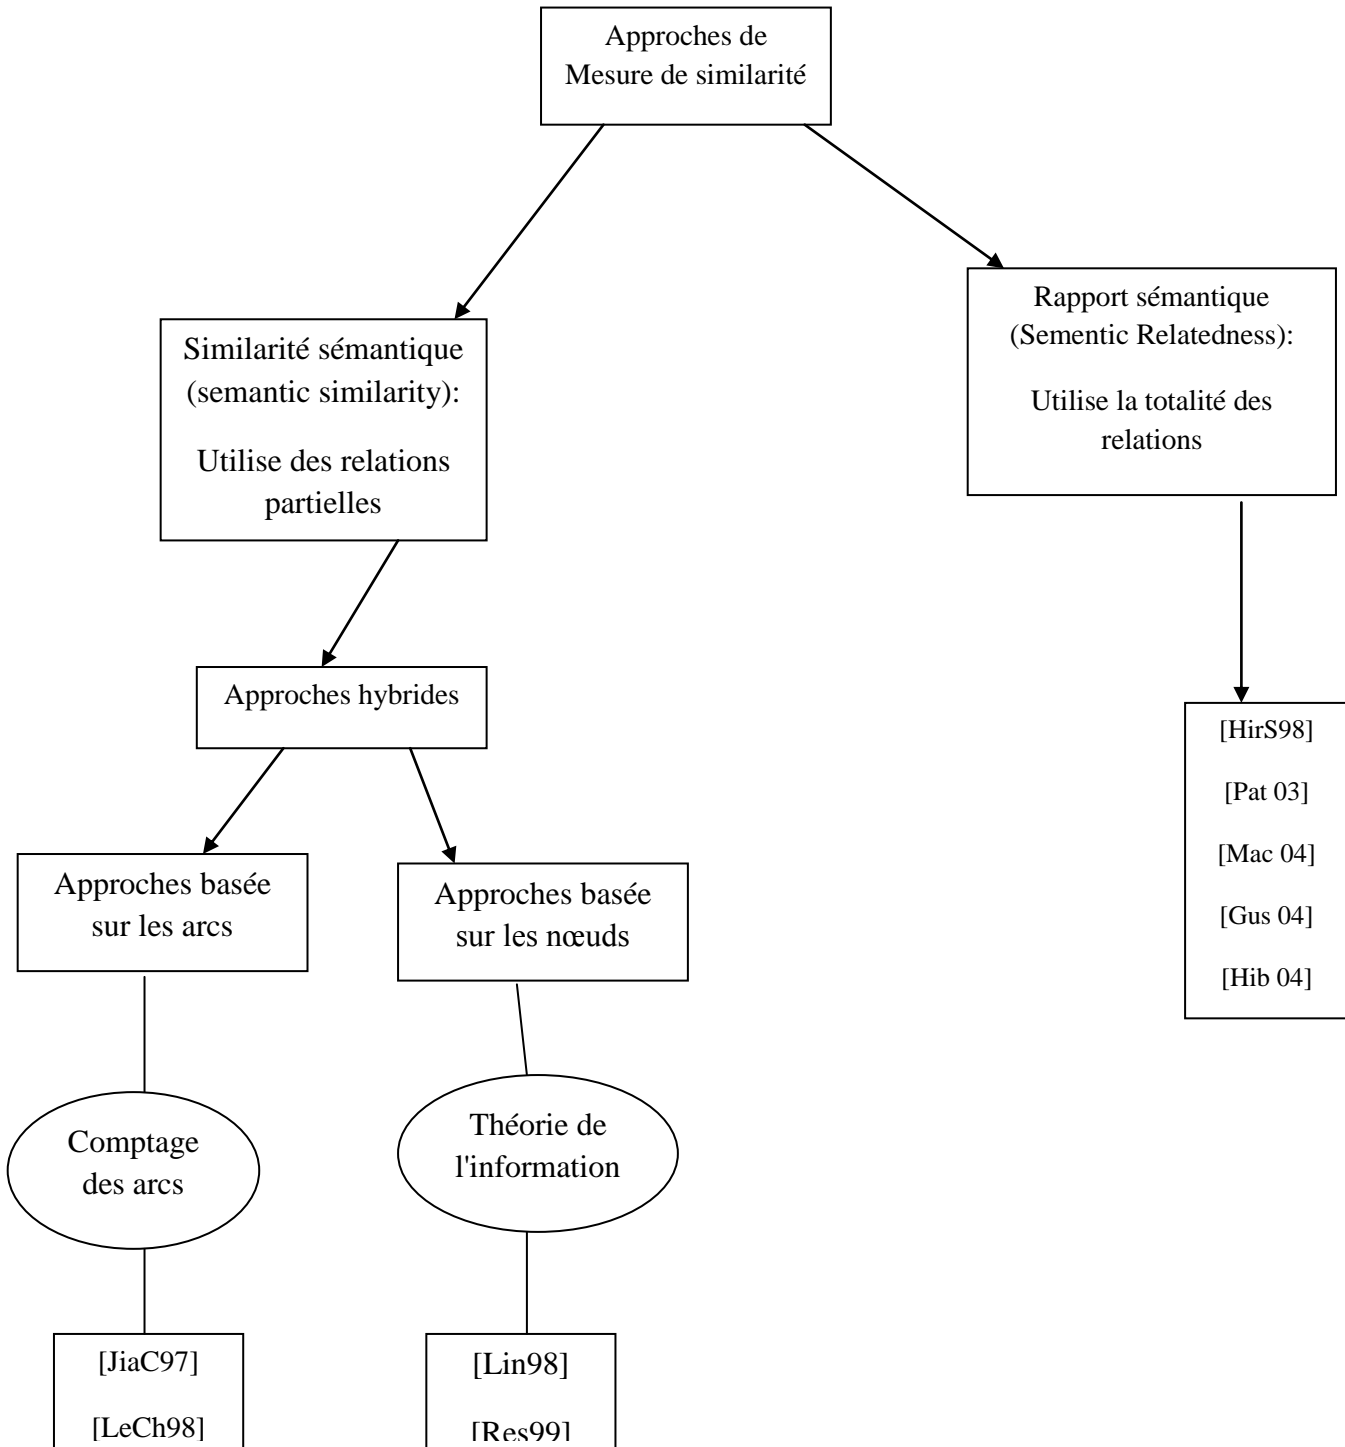 Approches de
Mesure de similarité
Rapport sémantique
(Sementic Relatedness):
Utilise la totalité des
relations
Similarité sémantique
(semantic similarity):
Utilise des relations
partielles
Approches hybrides
[HirS98]
[Pat 03]
[Mac 04]
[Gus 04]
[Hib 04]
Approches basée
sur les arcs
Approches basée
sur les nœuds
Comptage
des arcs
Théorie de
l'information
[JiaC97]
[LeCh98]
[Lin98]
[Res99]